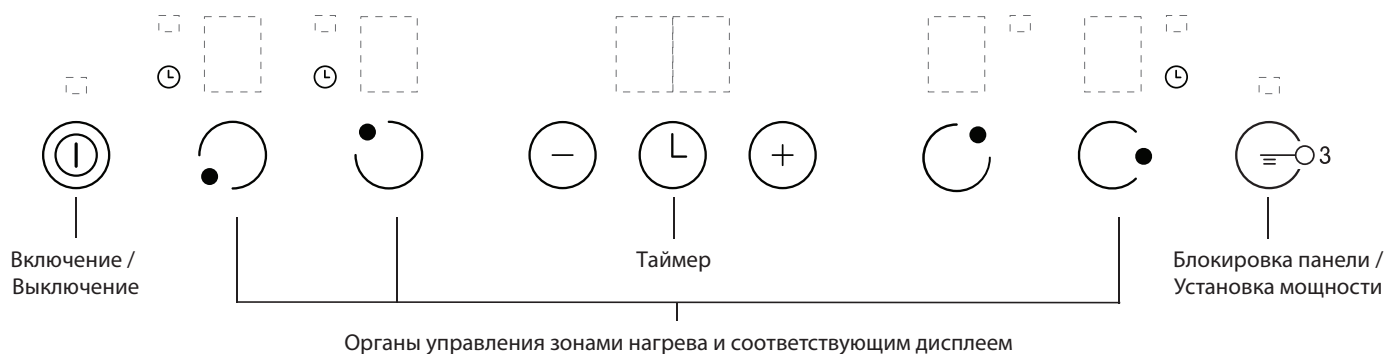 3
Включение /
Выключение
Таймер
Блокировка панели /
Установка мощности
Органы управления зонами нагрева и соответствующим дисплеем